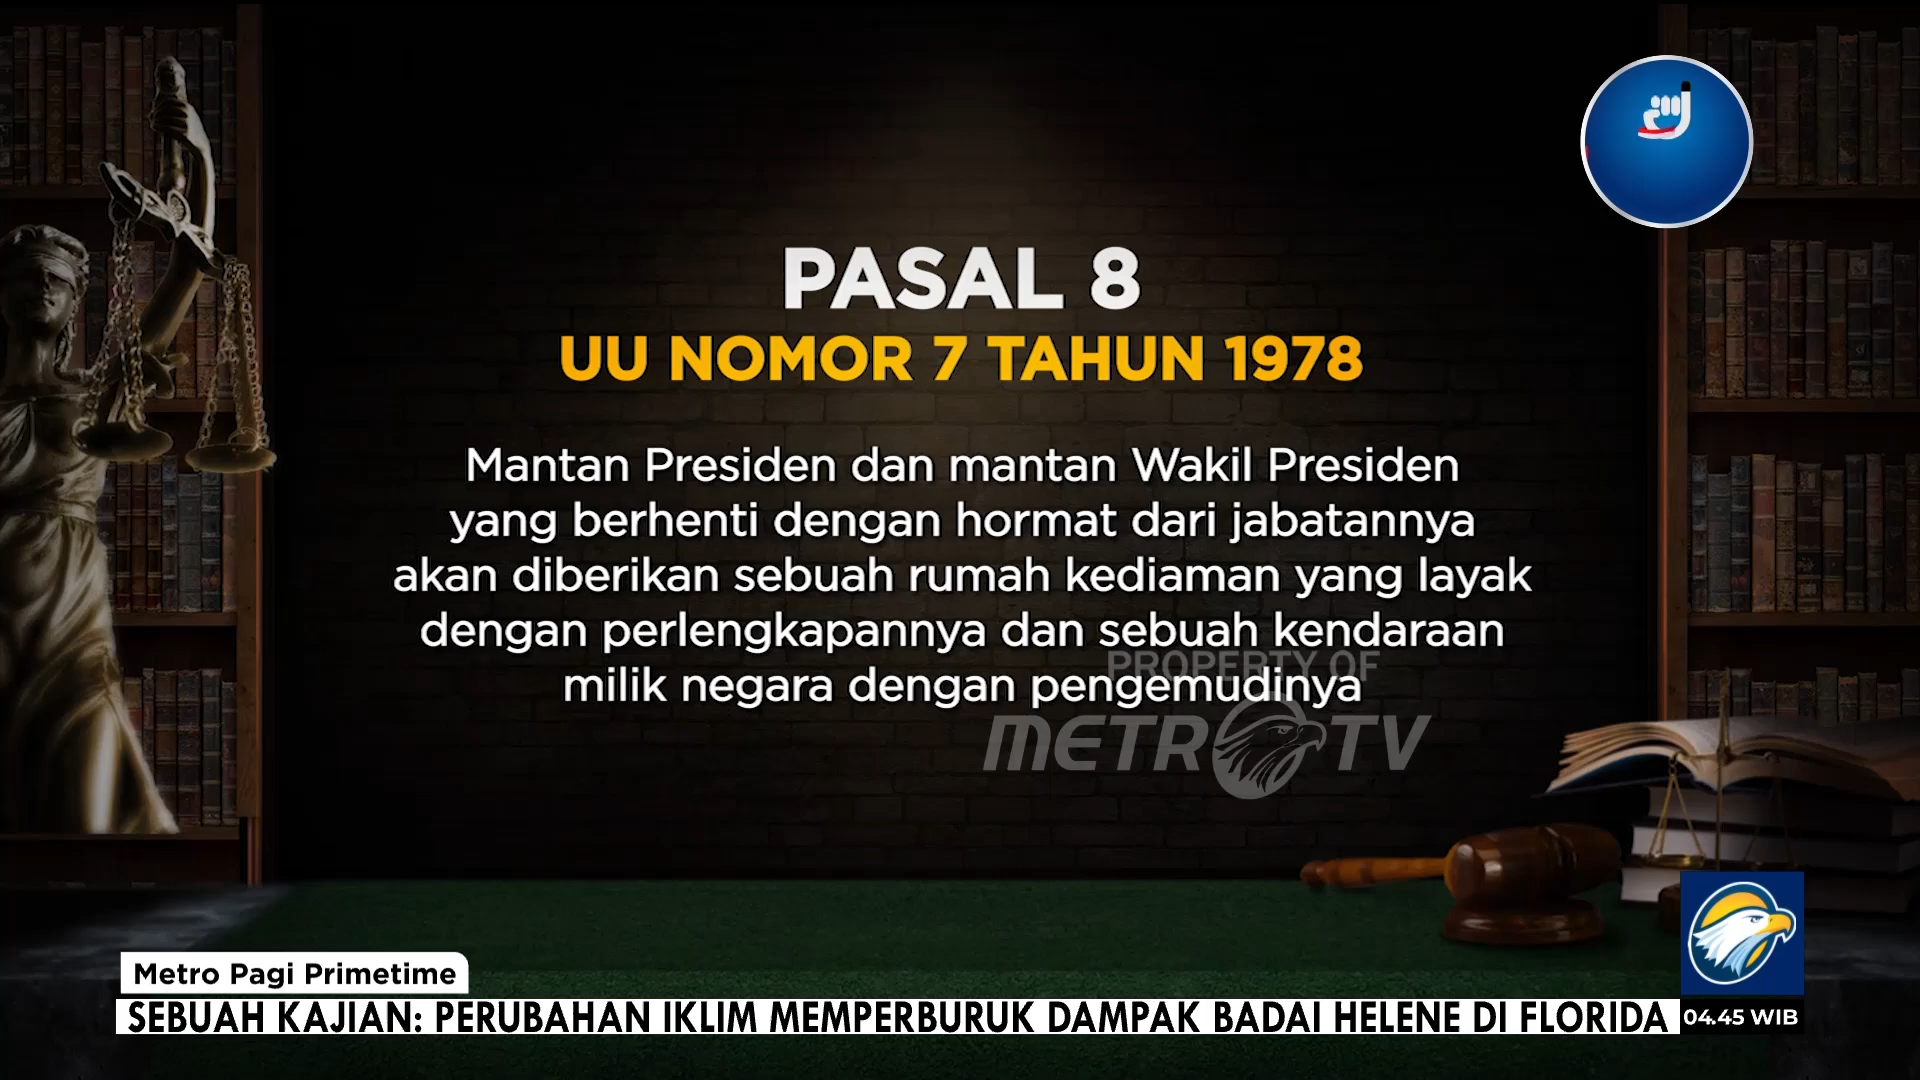 PASAL 8
UU NOMOR 7 TAHUN 1978
Mantan Presiden dan mantan Wakil Presiden
yang berhenti dengan hormat dari jabatannya
akan diberikan sebuah rumah kediaman yang layak
dengan perlengkapannya dan sebuah kendaraan
milik negara dengan pengemudinya
PROPERTY OF
METRO TV
Metro Pagi Primetime
SEBUAH KAJIAN: PERUBAHAN IKLIM MEMPERBURUK DAMPAK BADAI HELENE DI FLORIDA
04.45 WIB